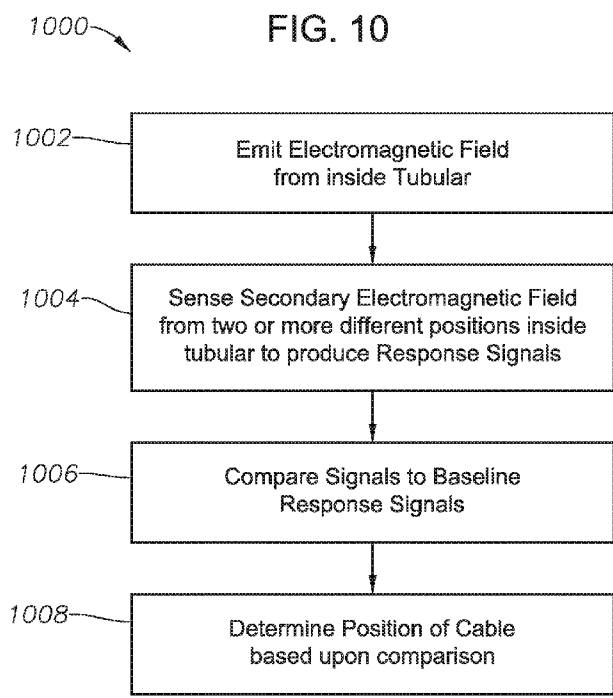 1000
FIG. 10
1002
Emit Electromagnetic Field
from inside Tubular
1004
Sense Secondary Electromagnetic Field
from two or more different positions inside
tubular to produce Response Signals
1006
Compare Signals to Baseline
Response Signals
1008
Determine Position of Cable
based upon comparison